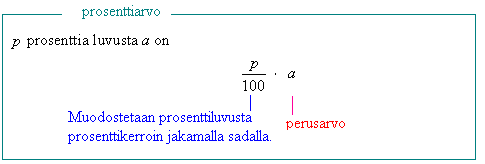 prosenttiarvo
p prosenttia luvusta a on
p/100 · a
Muodostetaan prosenttiluvusta
prosenttikerroin jakamalla sadalla.
perusarvo